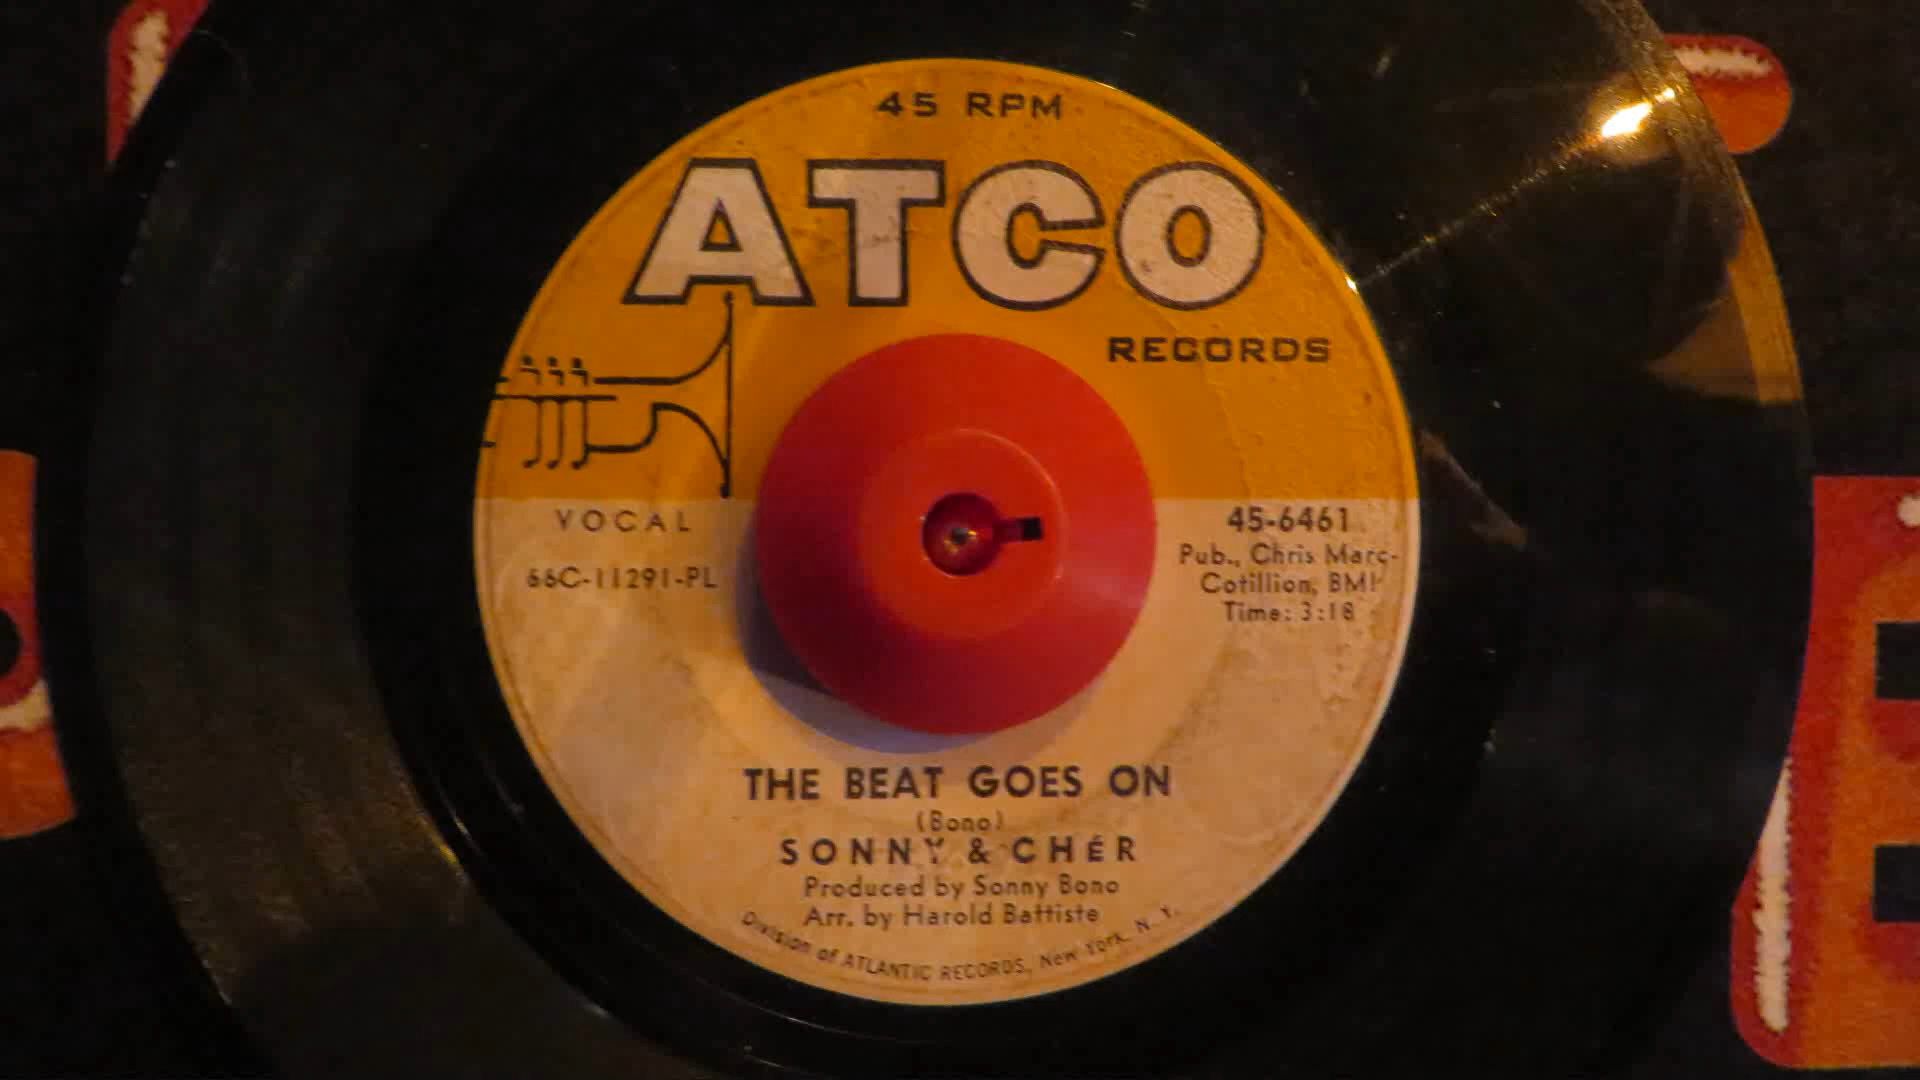 45 RPM
ATCO
RECORDS
VOCAL
66C-11291-PL
45-6461
Pub., Chris Marc-
Cotillion, BMI
Time: 3:18
THE BEAT GOES ON
(Bono)
SONNY & CHÉR
Produced by Sonny Bono
Arr. by Harold Battiste
Division of ATLANTIC RECORDS, New York, N. Y.